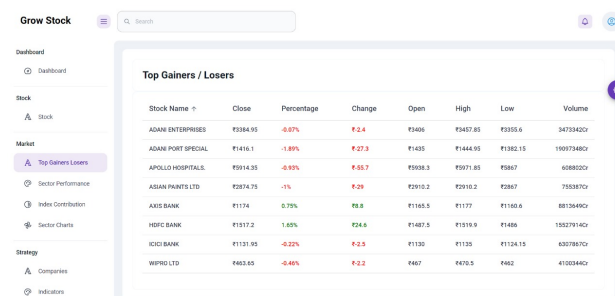 Grow Stock
Search
Dashboard
Dashboard
Stock
Stock
Market
Top Gainers Losers
Sector Performance
Index Contribution
Sector Charts
Strategy
Companies
Indicators
Top Gainers / Losers
Stock Name ↑ Close Percentage Change Open High Low Volume
ADANI ENTERPRISES ₹3384.95 -0.07% ₹-2.4 ₹3406 ₹3457.85 ₹3355.6 3473342Cr
ADANI PORT SPECIAL ₹1416.1 -1.89% ₹-27.3 ₹1435 ₹1444.95 ₹1382.15 19097348Cr
APOLLO HOSPITALS. ₹5914.35 -0.93% ₹-55.7 ₹5938.3 ₹5971.85 ₹5867 608802Cr
ASIAN PAINTS LTD ₹2874.75 -1% ₹-29 ₹2910.2 ₹2910.2 ₹2867 755387Cr
AXIS BANK ₹1174 0.75% ₹8.8 ₹1165.5 ₹1177 ₹1160.6 8813649Cr
HDFC BANK ₹1517.2 1.65% ₹24.6 ₹1487.5 ₹1519.9 ₹1486 15527914Cr
ICICI BANK ₹1131.95 -0.22% ₹-2.5 ₹1130 ₹1135 ₹1124.15 6307867Cr
WIPRO LTD ₹463.65 -0.46% ₹-2.2 ₹467 ₹470.5 ₹462 4100344Cr